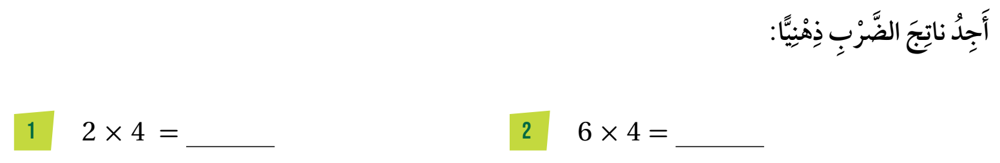 أَجِدُ ناتِجَ الضَّرْبِ ذِهْنِيًّا:
1 2 × 4 = ______
2 6 × 4 = ______